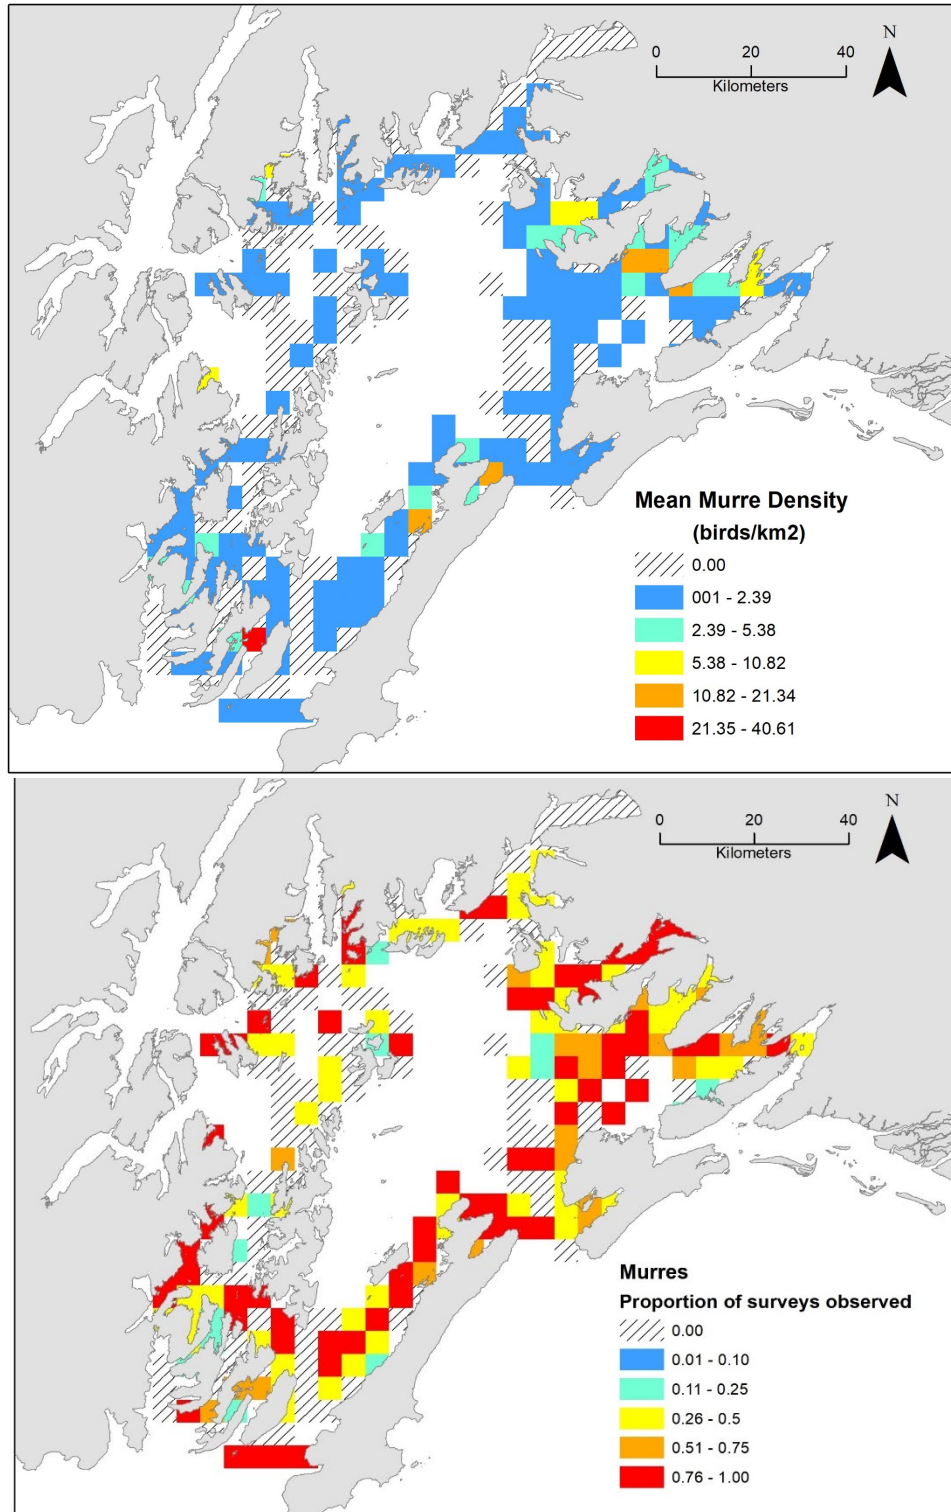 N
0 20 40
Kilometers
Mean Murre Density
(birds/km2)
0.00
001 - 2.39
2.39 - 5.38
5.38 - 10.82
10.82 - 21.34
21.35 - 40.61
N
0 20 40
Kilometers
Murres
Proportion of surveys observed
0.00
0.01 - 0.10
0.11 - 0.25
0.26 - 0.5
0.51 - 0.75
0.76 - 1.00